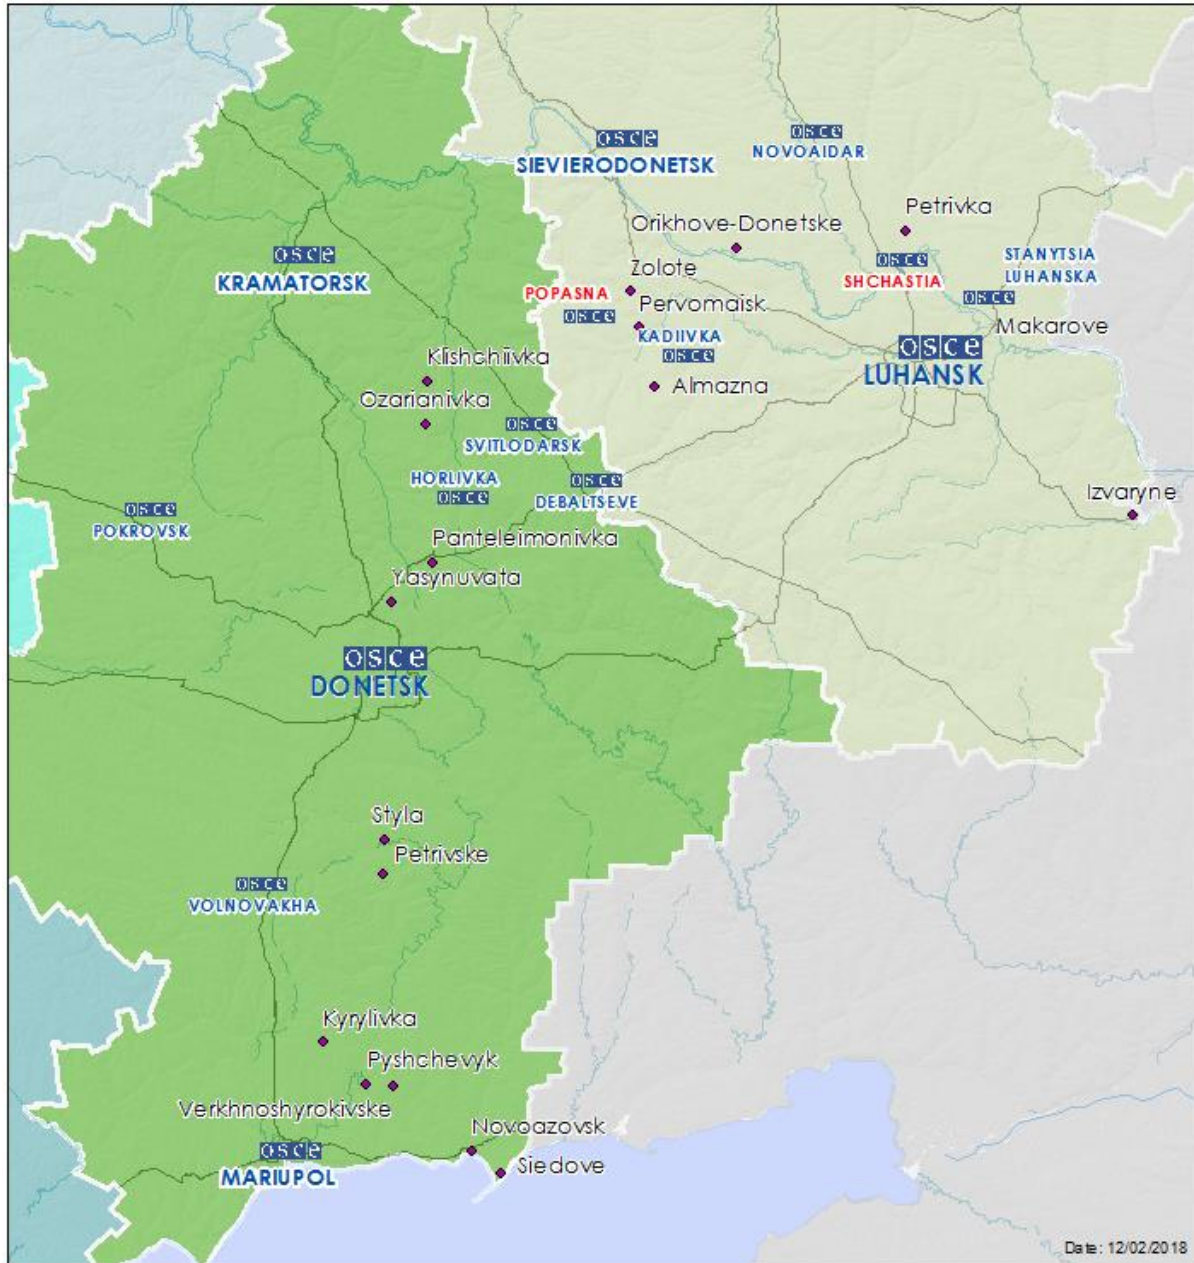 osce
SIEVIERODONETSK
osce
NOVOAIDAR
Petrivka
Orikhove-Donetske
osce
KRAMATORSK
osce
SHCHASTIA
STANYTSIA
LUHANSKA
osce
Zolote
POPASNA
osce
Pervomaisk
KADIIVKA
osce
Makarove
osce
LUHANSK
Klishchiivka
Almazna
Ozarianivka
osce
SVITLODARSK
HORLIVKA
osce
osce
DEBALTSEVE
Izvaryne
osce
POKROVSK
Panteleimonivka
Yasynuvata
osce
DONETSK
Styla
Petrivske
osce
VOLNOVAKHA
Kyrylivka
Pyshchevyk
Verkhnoshyrokivske
Novoazovsk
osce
MARIUPOL
Siedove
Date: 12/02/2018